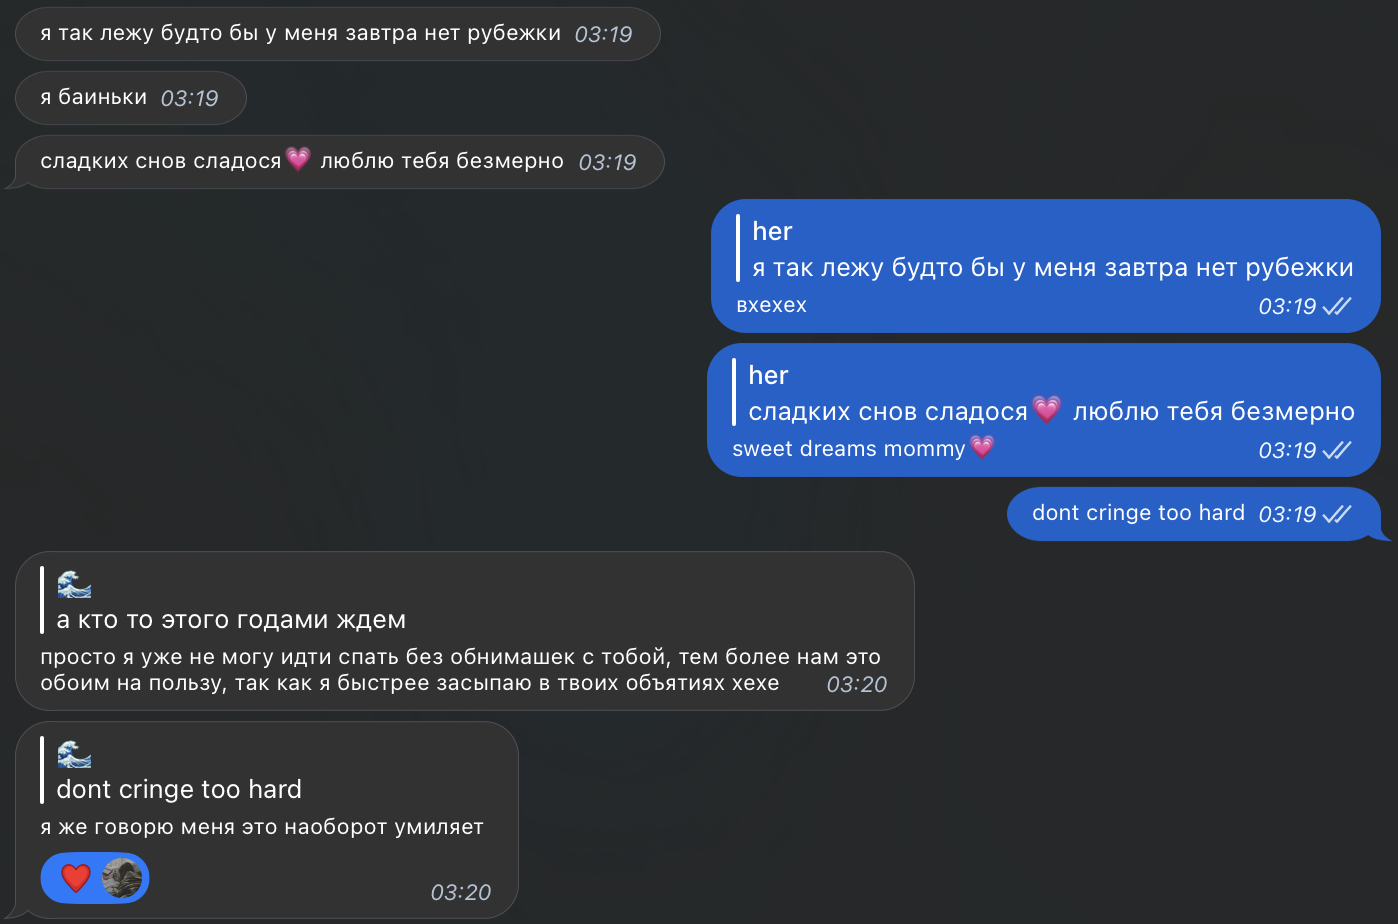 я так лежу будто бы у меня завтра нет рубежки 03:19
я баиньки 03:19
сладких снов сладося💗 люблю тебя безмерно 03:19
her
я так лежу будто бы у меня завтра нет рубежки
вхехех 03:19
her
сладких снов сладося💗 люблю тебя безмерно
sweet dreams mommy💗 03:19
dont cringe too hard 03:19
🌊
а кто то этого годами ждем
просто я уже не могу идти спать без обнимашек с тобой, тем более нам это
обоим на пользу, так как я быстрее засыпаю в твоих объятиях хехе 03:20
🌊
dont cringe too hard
я же говорю меня это наоборот умиляет
❤️ 03:20